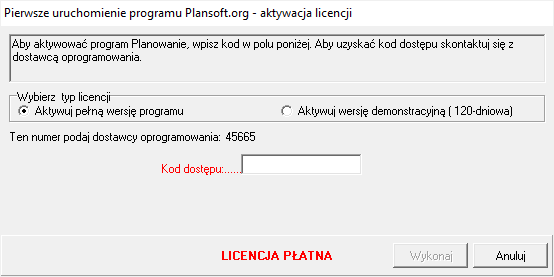 Pierwsze uruchomienie programu Plansoft.org - aktywacja licencji
Aby aktywować program Planowanie, wpisz kod w polu poniżej. Aby uzyskać kod dostępu skontaktuj się z
dostawcą oprogramowania.
Wybierz typ licencji
Aktywuj pełną wersję programu
Aktywuj wersję demonstracyjną ( 120-dniowa)
Ten numer podaj dostawcy oprogramowania: 45665
Kod dostępu:......
LICENCJA PŁATNA
Wykonaj
Anuluj